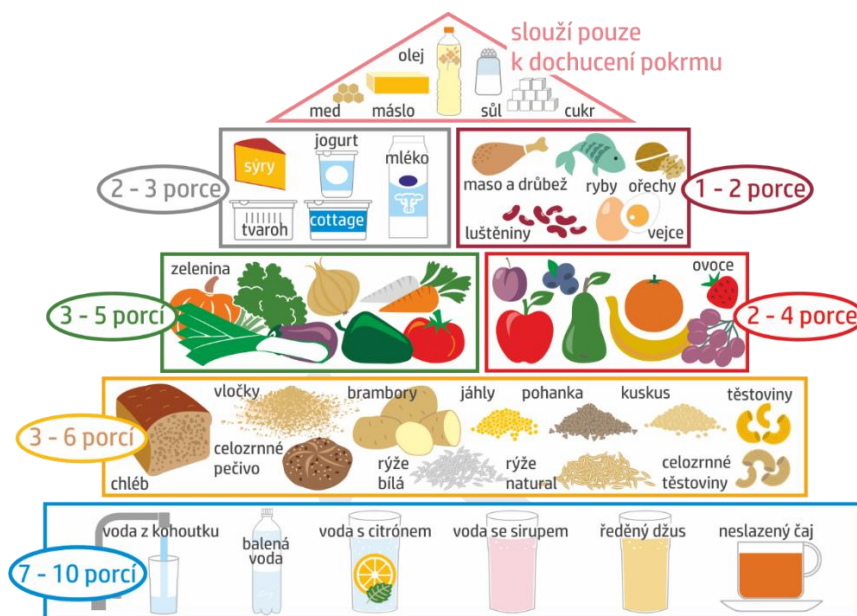 slouží pouze
k dochucení pokrmu
olej
med
máslo
sůl
cukr
2 - 3 porce
sýry
jogurt
mléko
tvaroh
cottage
maso a drůbež
ryby
ořechy
luštěniny
vejce
1 - 2 porce
zelenina
3 - 5 porcí
ovoce
2 - 4 porce
3 - 6 porcí
chléb
vločky
celozrnné
pečivo
brambory
rýže
bílá
jáhly
pohanka
rýže
natural
kuskus
těstoviny
celozrnné
těstoviny
7 - 10 porcí
voda z kohoutku
balená
voda
voda s citrónem
voda se sirupem
ředěný džus
neslazený čaj